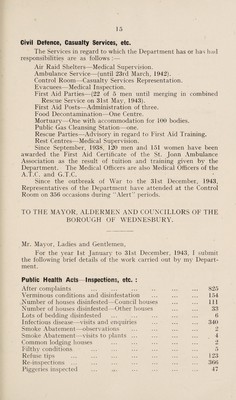 15
Civil Defence, Casualty Services, etc.
The Services in regard to which the Department has or has had
responsibilities are as follows :—
Air Raid Shelters—Medical Supervision.
Ambulance Service—(until 23rd March, 1942).
Control Room—Casualty Services Representation.
Evacuees—Medical Inspection.
First Aid Parties—(22 of 5 men until merging in combined
Rescue Service on 31st May, 1943).
First Aid Posts—Administration of three.
Food Decontamination—One Centre.
Mortuary—One with accommodation for 100 bodies.
Public Gas Cleansing Station—one.
Rescue Parties—Advisory in regard to First Aid Training.
Rest Centres—Medical Supervision.
Since September, 1938, 120 men and 151 women have been
awarded the First Aid Certificate of the St. John Ambulance
Association as the result of tuition and training given by the
Department. The Medical Officers are also Medical Officers of the
A.T.C. and G.T.C.
Since the outbreak of War to the 31st December, 1943,
Representatives of the Department have attended at the Control
Room on 356 occasions during "Alert" periods.
TO THE MAYOR, ALDERMEN AND COUNCILLORS OF THE
BOROUGH OF WEDNESBURY.
Mr. Mayor, Ladies and Gentlemen,
For the year 1st January to 31st December, 1943, I submit
the following brief details of the work carried out by my Depart-
ment.
Public Health Acts—Inspections, etc. :
After complaints ... 825
Verminous conditions and disinfestation ... 154
Number of houses disinfested—Council houses ... 111
Number of houses disinfested—Other houses ... 33
Lots of bedding disinfested ... 6
Infectious disease—visits and enquiries ... 340
Smoke Abatement—observations ... 2
Smoke Abatement—visits to plants ... 4
Common lodging houses ... 2
Filthy conditions ... 5
Refuse tips ... 123
Re-inspections ... 366
Piggeries inspected ... 47